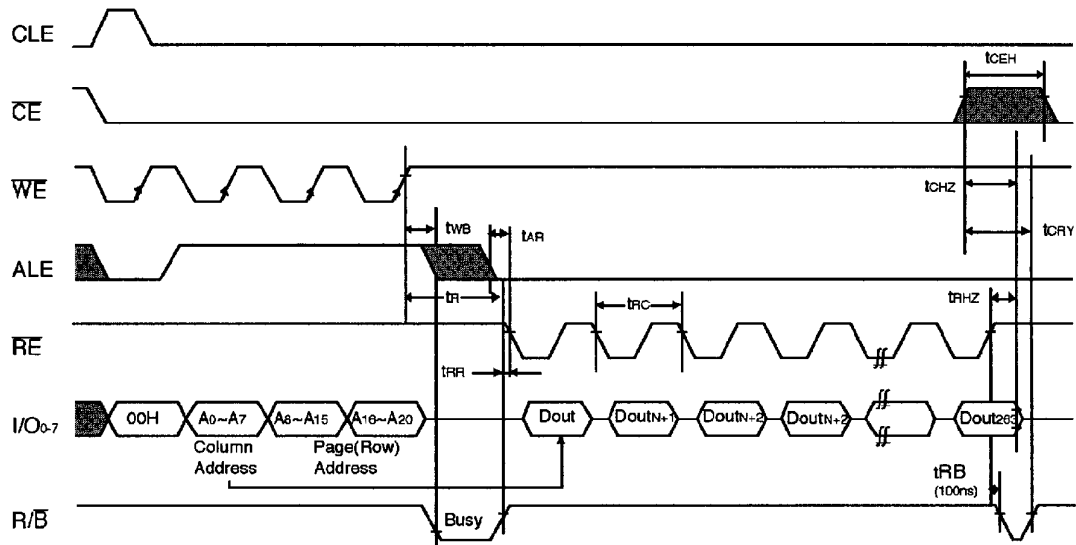 CLE
tCEH
CE
WE
tCHZ
tWB
tAR
tCRY
ALE
tR
tRC
tRHZ
RE
tRR
I/O0-7
00H
A0~A7
A8~A15
A16~A20
Dout
DoutN+1
DoutN+2
DoutN+2
Dout263
Column
Address
Page(Row)
Address
tRB
(100ns)
R/B
Busy